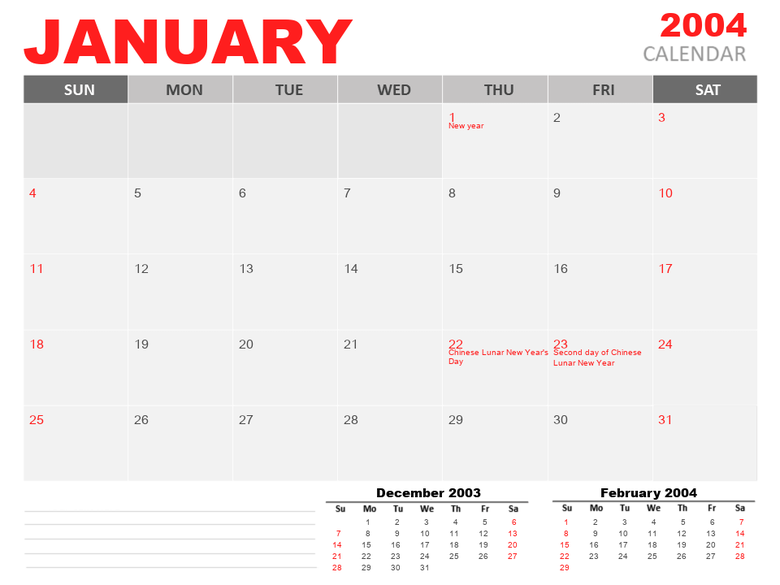 JANUARY
2004
CALENDAR
SUN MON TUE WED THU FRI SAT
1 2 3
New year
4 5 6 7 8 9 10
11 12 13 14 15 16 17
18 19 20 21 22 23 24
Chinese Lunar New Year's Second day of Chinese
Day Lunar New Year
25 26 27 28 29 30 31
December 2003
Su Mo Tu We Th Fr Sa
1 2 3 4 5 6
7 8 9 10 11 12 13
14 15 16 17 18 19 20
21 22 23 24 25 26 27
28 29 30 31
February 2004
Su Mo Tu We Th Fr Sa
1 2 3 4 5 6 7
8 9 10 11 12 13 14
15 16 17 18 19 20 21
22 23 24 25 26 27 28
29